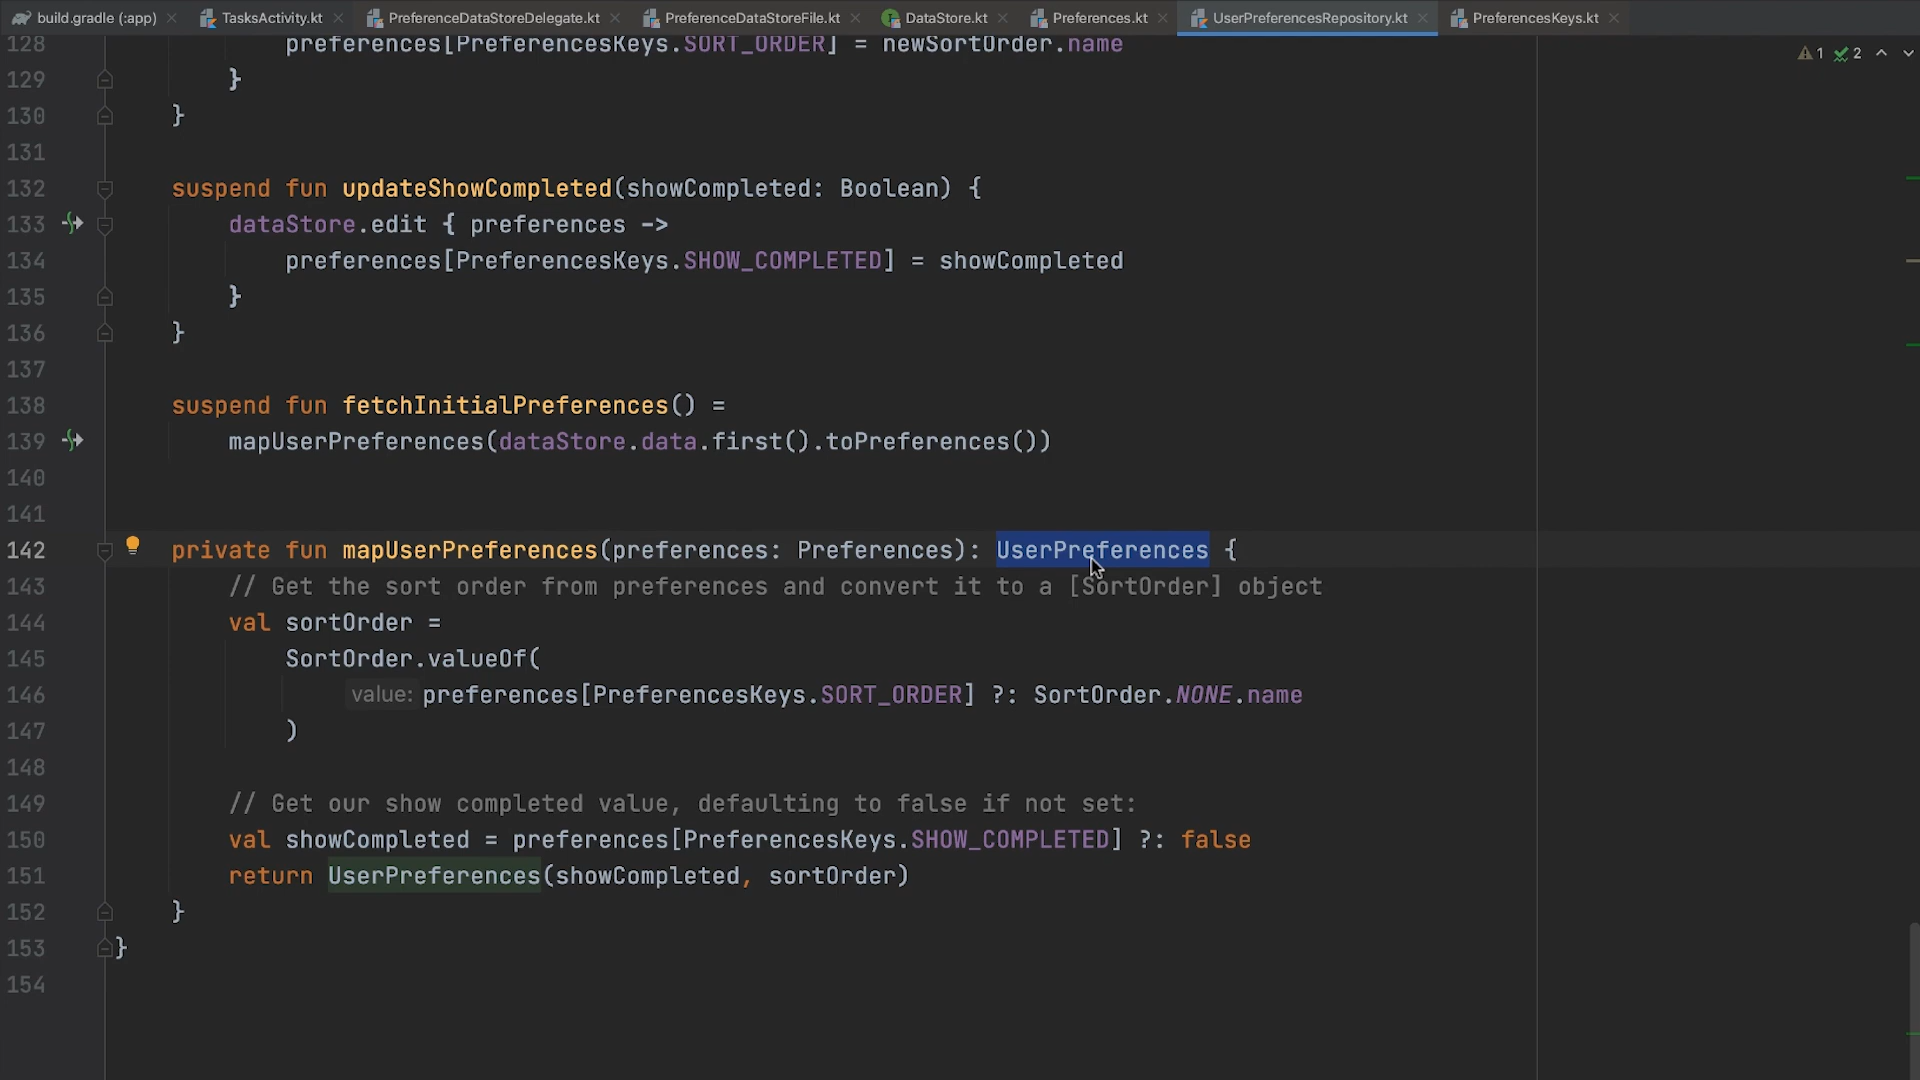 build.gradle (:app) TasksActivity.kt PreferenceDataStoreDelegate.kt PreferenceDataStoreFile.kt DataStore.kt Preferences.kt UserPreferencesRepository.kt PreferencesKeys.kt
1 2
128 preferences[PreferencesKeys.SORT_ORDER] = newSortOrder.name
129 }
130 }
131
132 suspend fun updateShowCompleted(showCompleted: Boolean) {
133 dataStore.edit { preferences ->
134 preferences[PreferencesKeys.SHOW_COMPLETED] = showCompleted
135 }
136 }
137
138 suspend fun fetchInitialPreferences() =
139 mapUserPreferences(dataStore.data.first().toPreferences())
140
141
142 private fun mapUserPreferences(preferences: Preferences): UserPreferences {
143 // Get the sort order from preferences and convert it to a [SortOrder] object
144 val sortOrder =
145 SortOrder.valueOf(
146 value: preferences[PreferencesKeys.SORT_ORDER] ?: SortOrder.NONE.name
147 )
148
149 // Get our show completed value, defaulting to false if not set:
150 val showCompleted = preferences[PreferencesKeys.SHOW_COMPLETED] ?: false
151 return UserPreferences(showCompleted, sortOrder)
152 }
153 }
154